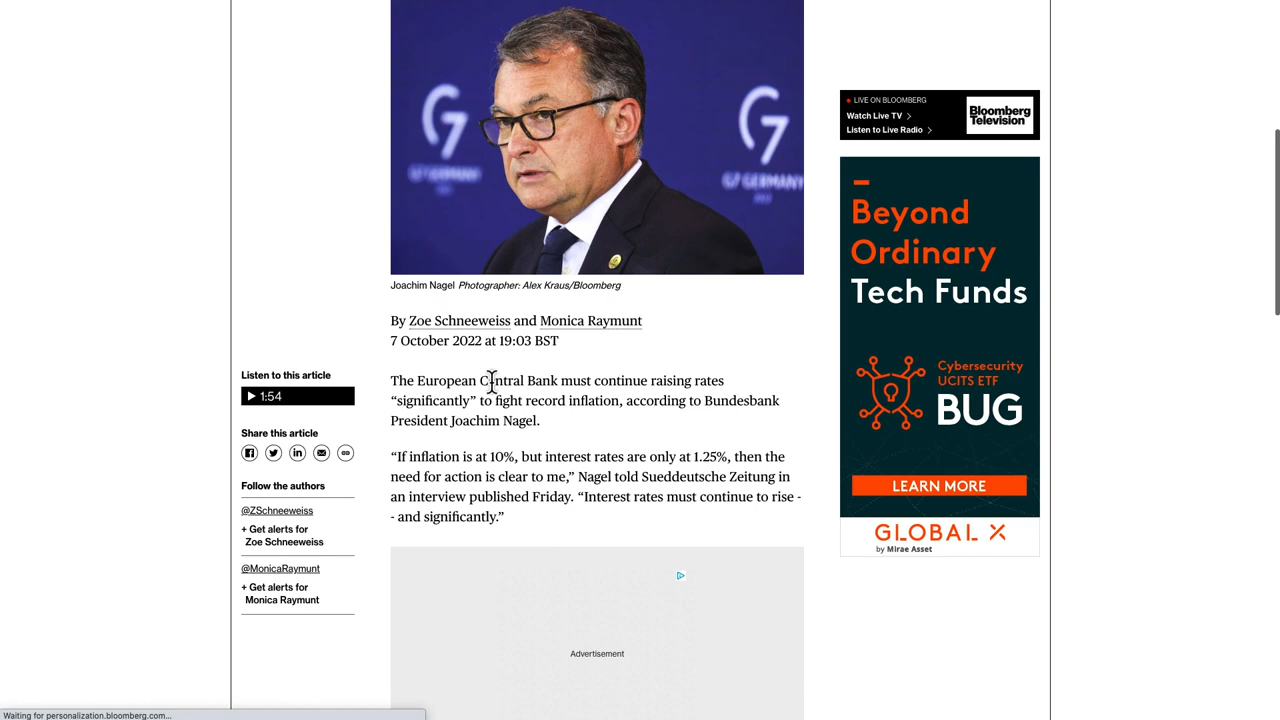 G7
G7
G7 GERMANY
G7 GERMANY
Joachim Nagel Photographer: Alex Kraus/Bloomberg
By Zoe Schneeweiss and Monica Raymunt
7 October 2022 at 19:03 BST
Listen to this article
1:54
Share this article
Follow the authors
@ZSchneeweiss
+ Get alerts for
Zoe Schneeweiss
@MonicaRaymunt
+ Get alerts for
Monica Raymunt
The European Central Bank must continue raising rates
“significantly” to fight record inflation, according to Bundesbank
President Joachim Nagel.
“If inflation is at 10%, but interest rates are only at 1.25%, then the
need for action is clear to me,” Nagel told Sueddeutsche Zeitung in
an interview published Friday. “Interest rates must continue to rise -
- and significantly.”
Advertisement
LIVE ON BLOOMBERG
Watch Live TV
Listen to Live Radio
Bloomberg
Television
Beyond
Ordinary
Tech Funds
Cybersecurity
UCITS ETF
BUG
LEARN MORE
GLOBAL X
by Mirae Asset
Waiting for personalization.bloomberg.com...